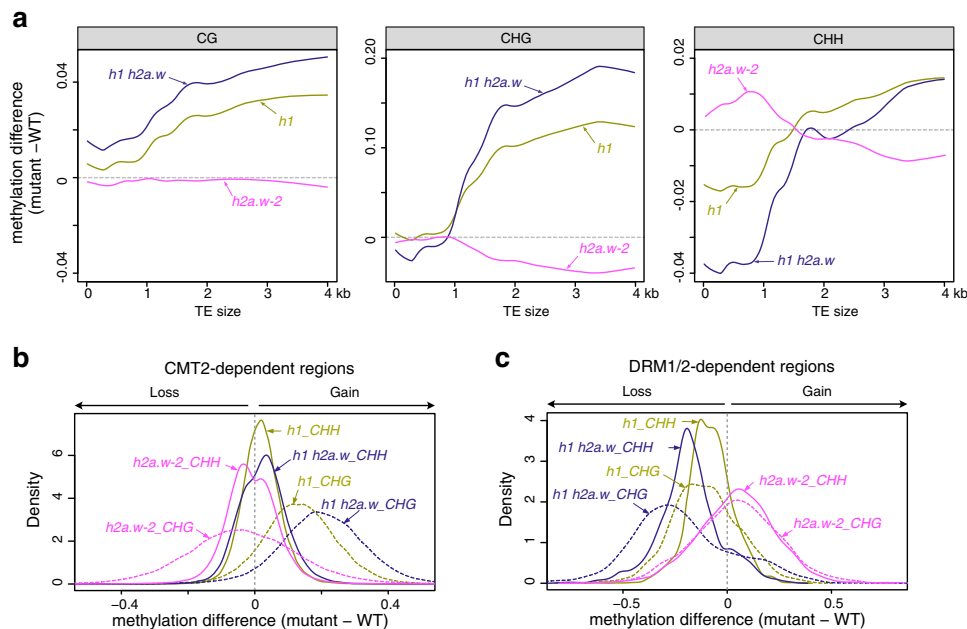 a
CG
CHG
CHH
methylation difference
(mutant –WT)
0.04
0
-0.04
h1 h2a.w
h1
h2a.w-2
0 1 2 3 4 kb
TE size
0.20
0.10
0
h1 h2a.w
h1
h2a.w-2
0 1 2 3 4 kb
TE size
0.02
0
-0.02
-0.04
h2a.w-2
h1
h1 h2a.w
0 1 2 3 4 kb
TE size
b
CMT2-dependent regions
Loss Gain
Density
6
4
2
0
h1_CHH
h2a.w-2_CHH
h1 h2a.w_CHH
h1_CHG
h1 h2a.w_CHG
h2a.w-2_CHG
−0.4 0 0.4
methylation difference (mutant – WT)
c
DRM1/2-dependent regions
Loss Gain
Density
4
3
2
1
0
h1_CHH
h1 h2a.w_CHH
h1_CHG
h1 h2a.w_CHG
h2a.w-2_CHH
h2a.w-2_CHG
−0.5 0 0.5
methylation difference (mutant – WT)